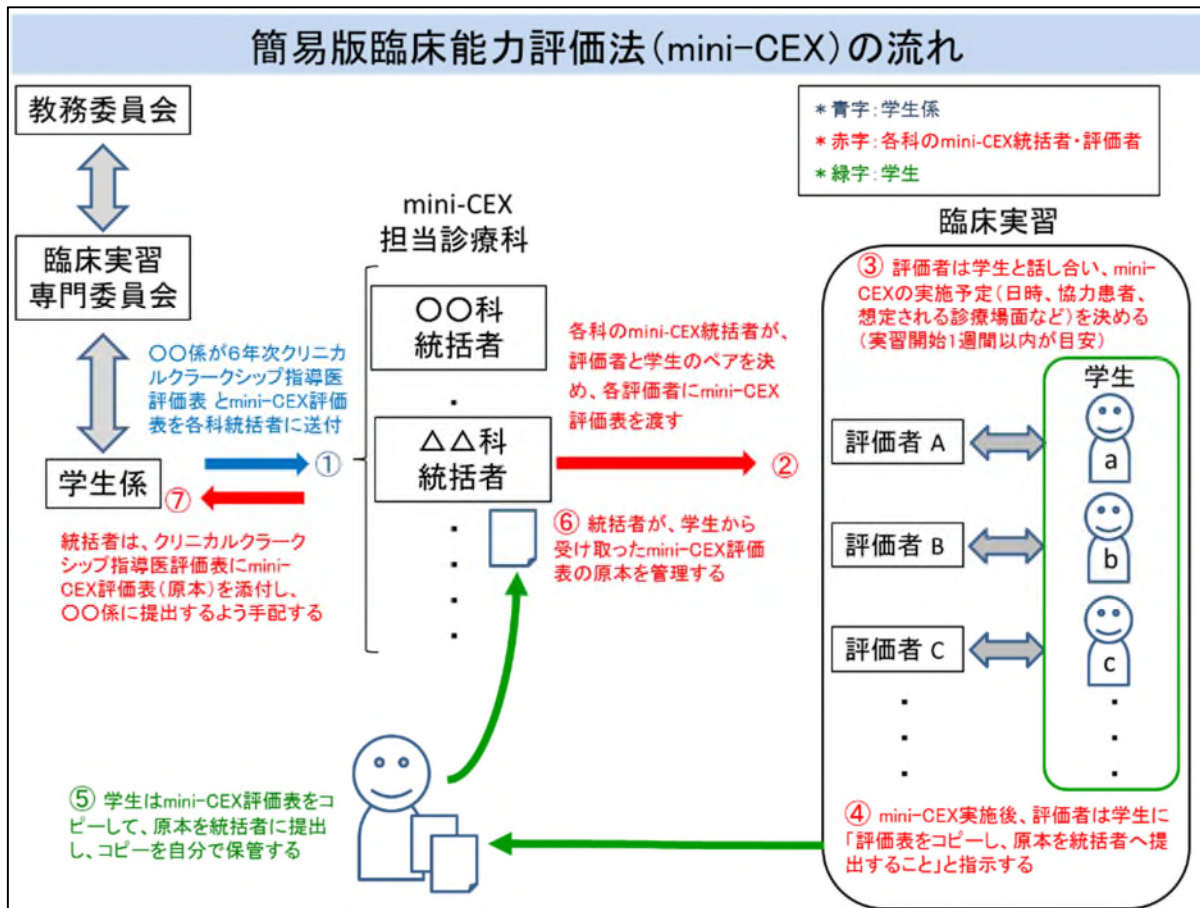 簡易版臨床能力評価法(mini-CEX)の流れ
教務委員会
臨床実習
専門委員会
学生係
＊青字:学生係
＊赤字:各科のmini-CEX統括者・評価者
＊緑字:学生
〇〇係が6年次クリニカ
ルクラークシップ指導医
評価表 とmini-CEX評価
表を各科統括者に送付
①
mini-CEX
担当診療科
〇〇科
統括者
・
△△科
統括者
・
・
・
・
各科のmini-CEX統括者が、
評価者と学生のペアを決
め、各評価者にmini-CEX
評価表を渡す
②
臨床実習
③ 評価者は学生と話し合い、mini-
CEXの実施予定(日時、協力患者、
想定される診療場面など)を決める
(実習開始1週間以内が目安)
学生
評価者 A
a
評価者 B
b
評価者 C
c
・ ・
・ ・
・ ・
④ mini-CEX実施後、評価者は学生に
「評価表をコピーし、原本を統括者へ提
出すること」と指示する
⑤ 学生はmini-CEX評価表をコ
ピーして、原本を統括者に提出
し、コピーを自分で保管する
⑥ 統括者が、学生から
受け取ったmini-CEX評価
表の原本を管理する
⑦
統括者は、クリニカルクラーク
シップ指導医評価表にmini-
CEX評価表(原本)を添付し、
〇〇係に提出するよう手配する